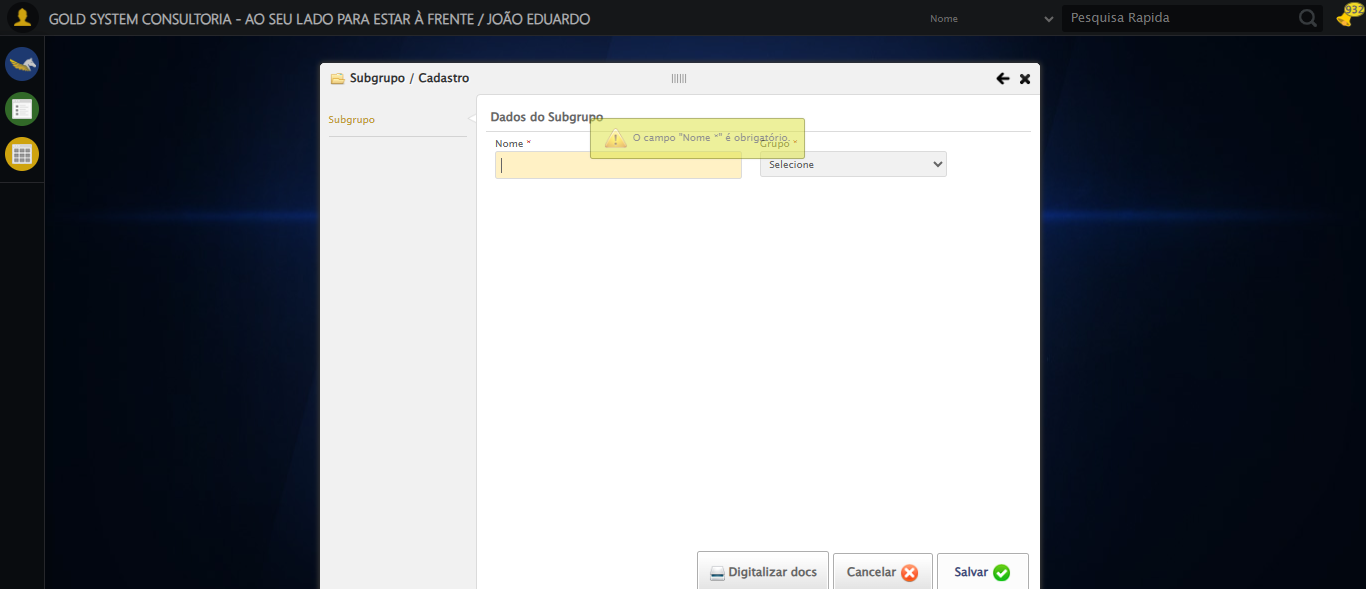 GOLD SYSTEM CONSULTORIA - AO SEU LADO PARA ESTAR À FRENTE / JOÃO EDUARDO
Nome
Pesquisa Rapida
932
Subgrupo / Cadastro
Subgrupo
Dados do Subgrupo
O campo "Nome *" é obrigatório.
Nome *
Grupo *
Selecione
Digitalizar docs
Cancelar
Salvar